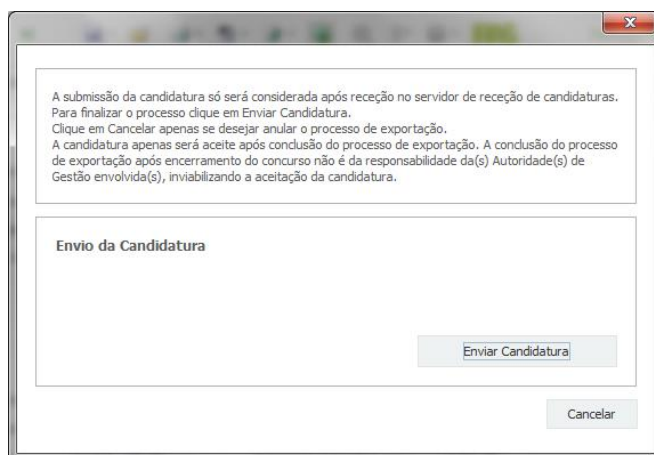 A submissão da candidatura só será considerada após receção no servidor de receção de candidaturas.
Para finalizar o processo clique em Enviar Candidatura.
Clique em Cancelar apenas se desejar anular o processo de exportação.
A candidatura apenas será aceite após conclusão do processo de exportação. A conclusão do processo
de exportação após encerramento do concurso não é da responsabilidade da(s) Autoridade(s) de
Gestão envolvida(s), inviabilizando a aceitação da candidatura.
Envio da Candidatura
Enviar Candidatura
Cancelar